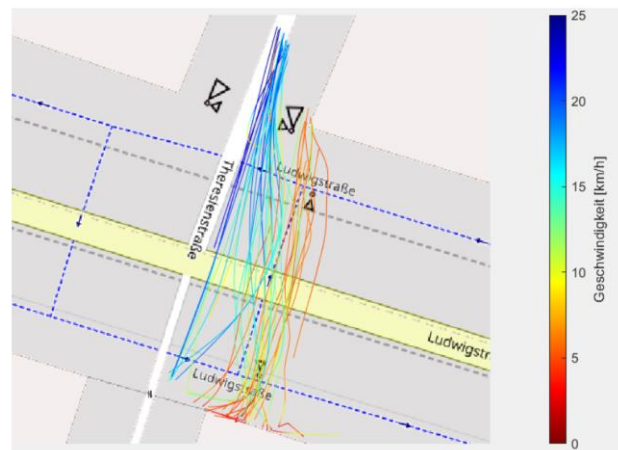 Ludwigstraße
Theresienstraße
Ludwigstr
Ludwigstraße
25
20
15
10
5
0
Geschwindigkeit [km/h]